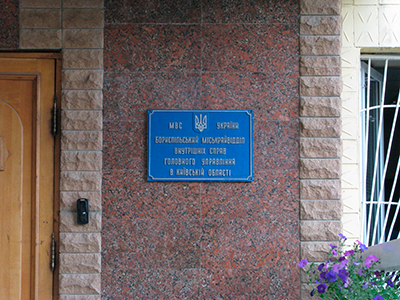 МВС УКРАЇНИ
БОРИСПІЛЬСЬКИЙ МІСЬКРАЙВІДДІЛ
ВНУТРІШНІХ СПРАВ
ГОЛОВНОГО УПРАВЛІННЯ
В КИЇВСЬКІЙ ОБЛАСТІ